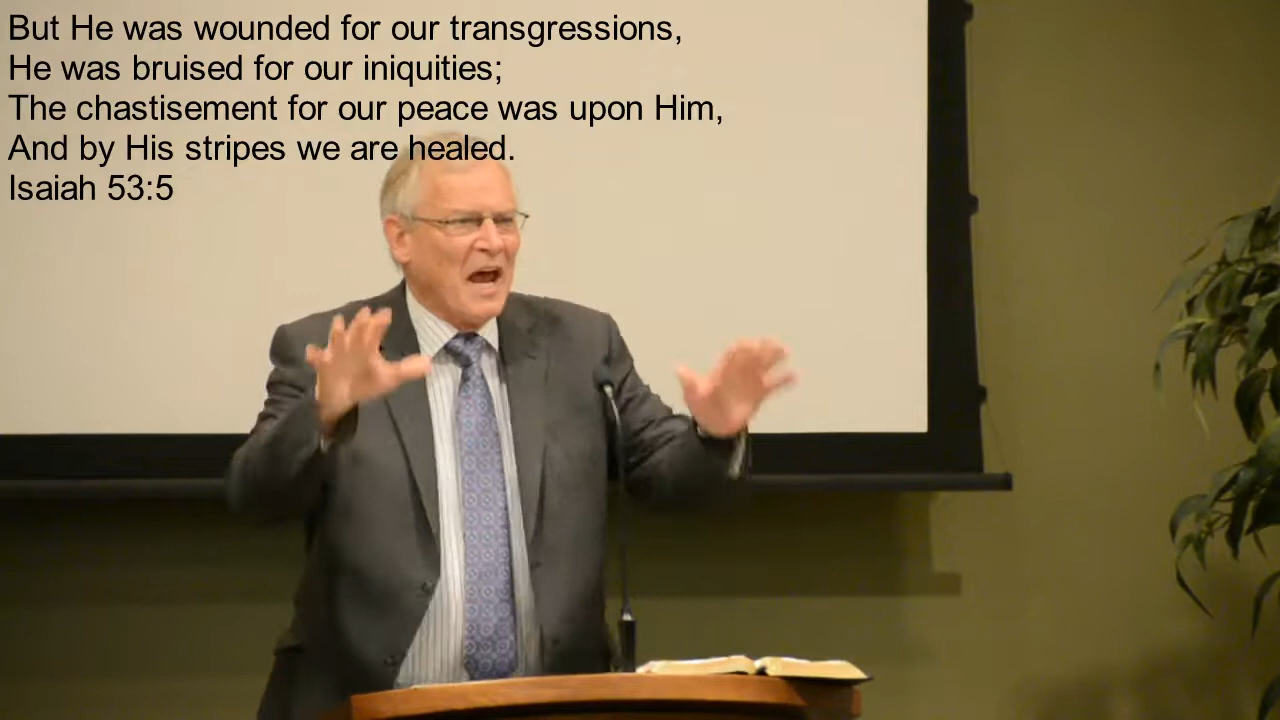 But He was wounded for our transgressions,
He was bruised for our iniquities;
The chastisement for our peace was upon Him,
And by His stripes we are healed.
Isaiah 53:5